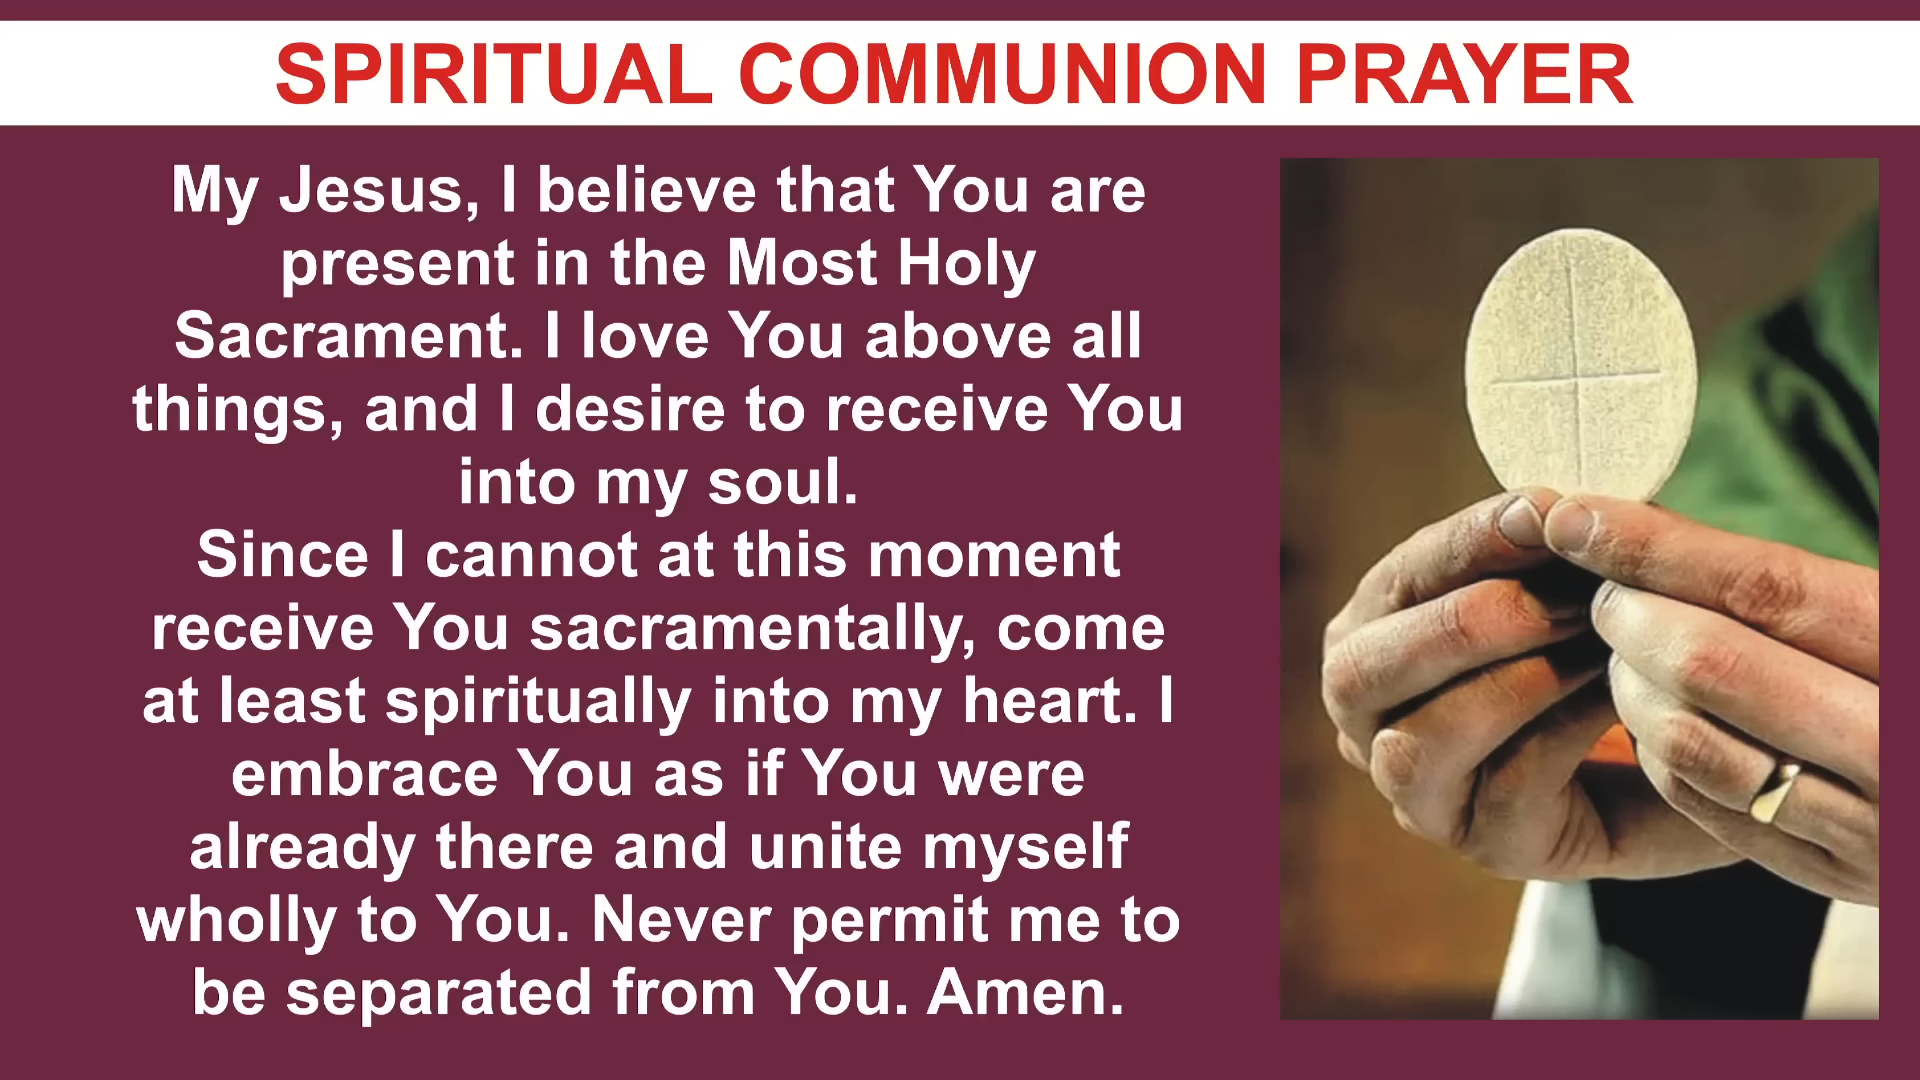 SPIRITUAL COMMUNION PRAYER
My Jesus, I believe that You are
present in the Most Holy
Sacrament. I love You above all
things, and I desire to receive You
into my soul.
Since I cannot at this moment
receive You sacramentally, come
at least spiritually into my heart. I
embrace You as if You were
already there and unite myself
wholly to You. Never permit me to
be separated from You. Amen.